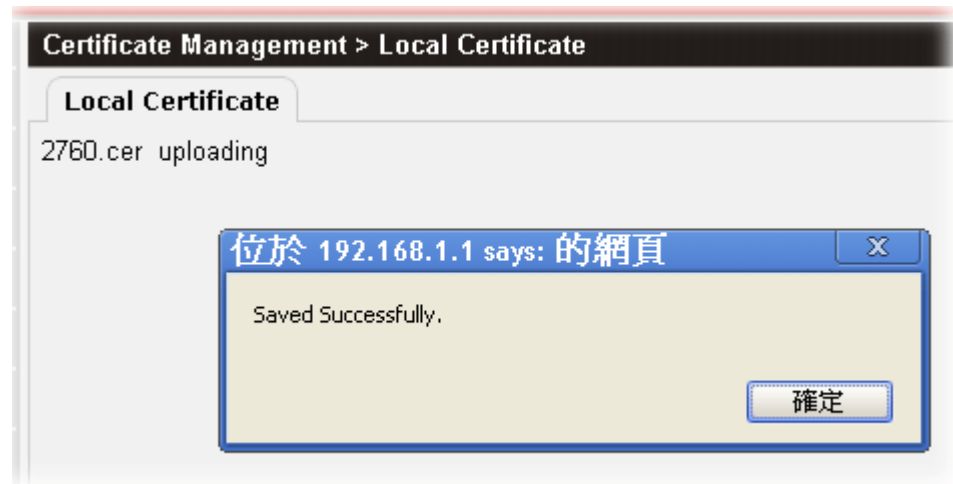 Certificate Management > Local Certificate
Local Certificate
2760.cer uploading
位於 192.168.1.1 says: 的網頁
Saved Successfully.
確定